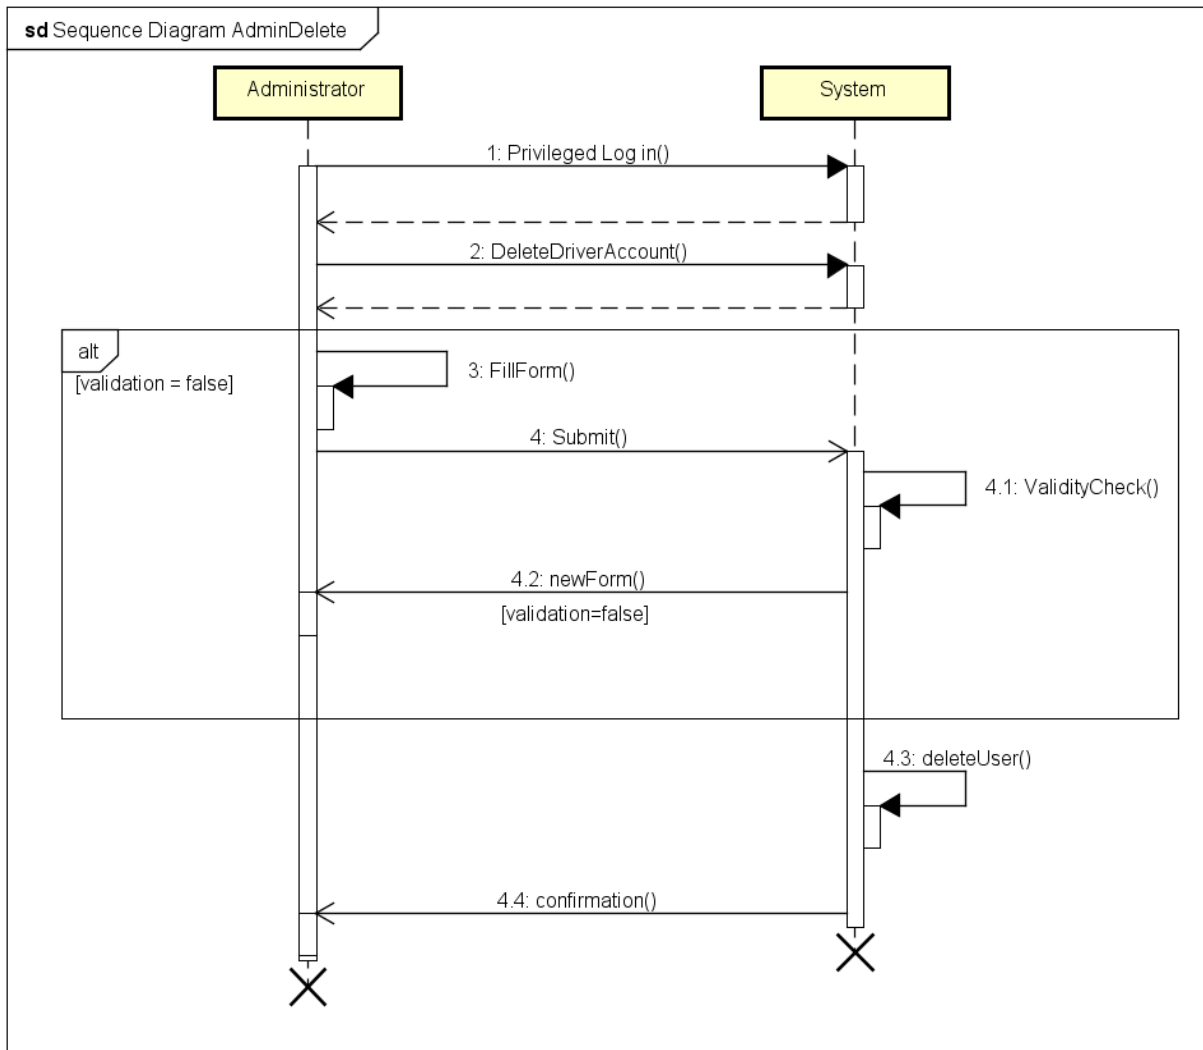 sd Sequence Diagram AdminDelete
Administrator
System
1: Privileged Log in()
2: DeleteDriverAccount()
alt
[validation = false]
3: FillForm()
4: Submit()
4.1: ValidityCheck()
4.2: newForm()
[validation=false]
4.3: deleteUser()
4.4: confirmation()